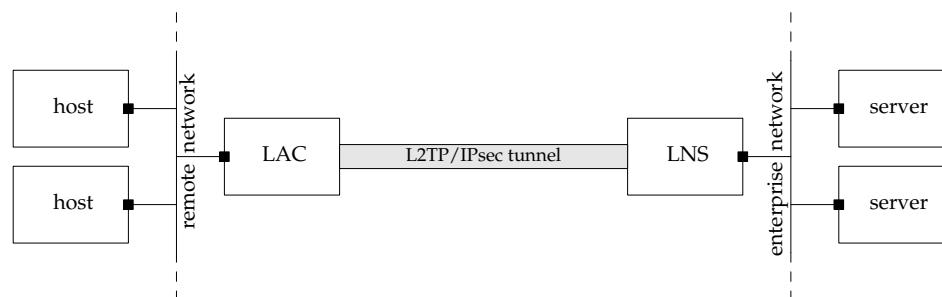 host
host
remote network
LAC
L2TP/IPsec tunnel
LNS
enterprise network
server
server